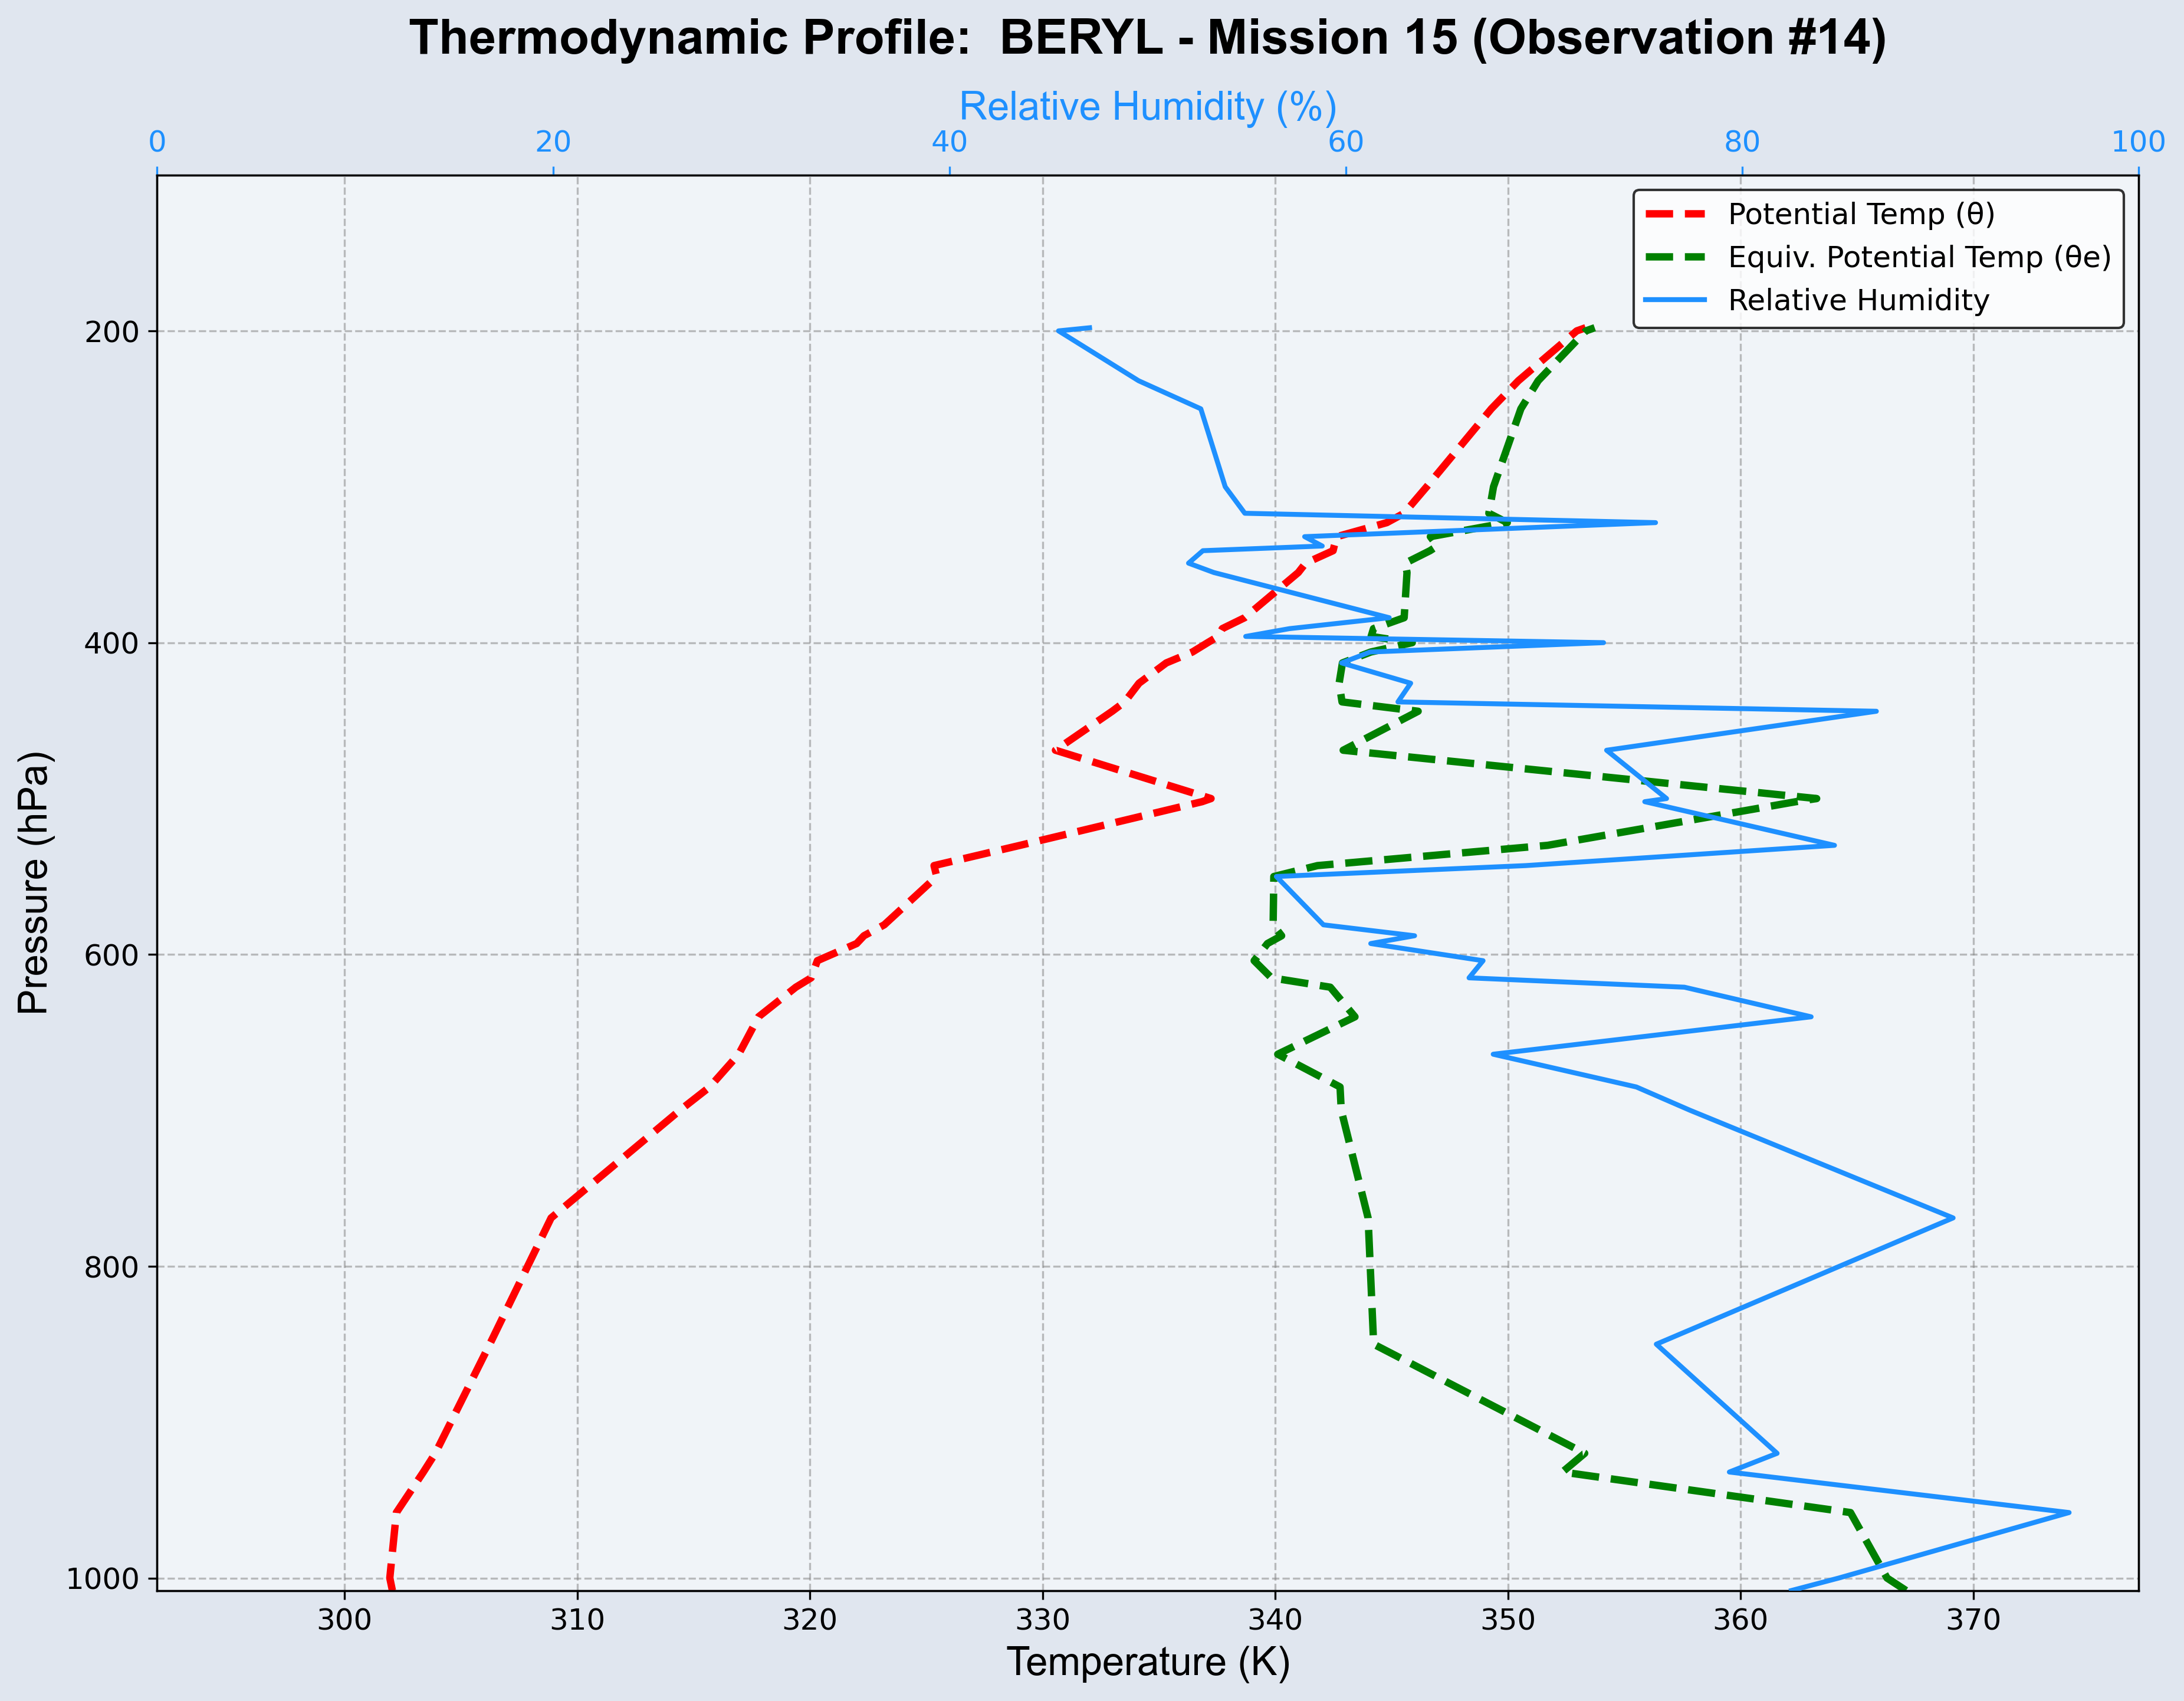 Thermodynamic Profile:  BERYL - Mission 15 (Observation #14)
Relative Humidity (%)
0 20 40 60 80 100
Potential Temp (θ)
Equiv. Potential Temp (θe)
Relative Humidity
Pressure (hPa)
200
400
600
800
1000
300 310 320 330 340 350 360 370
Temperature (K)